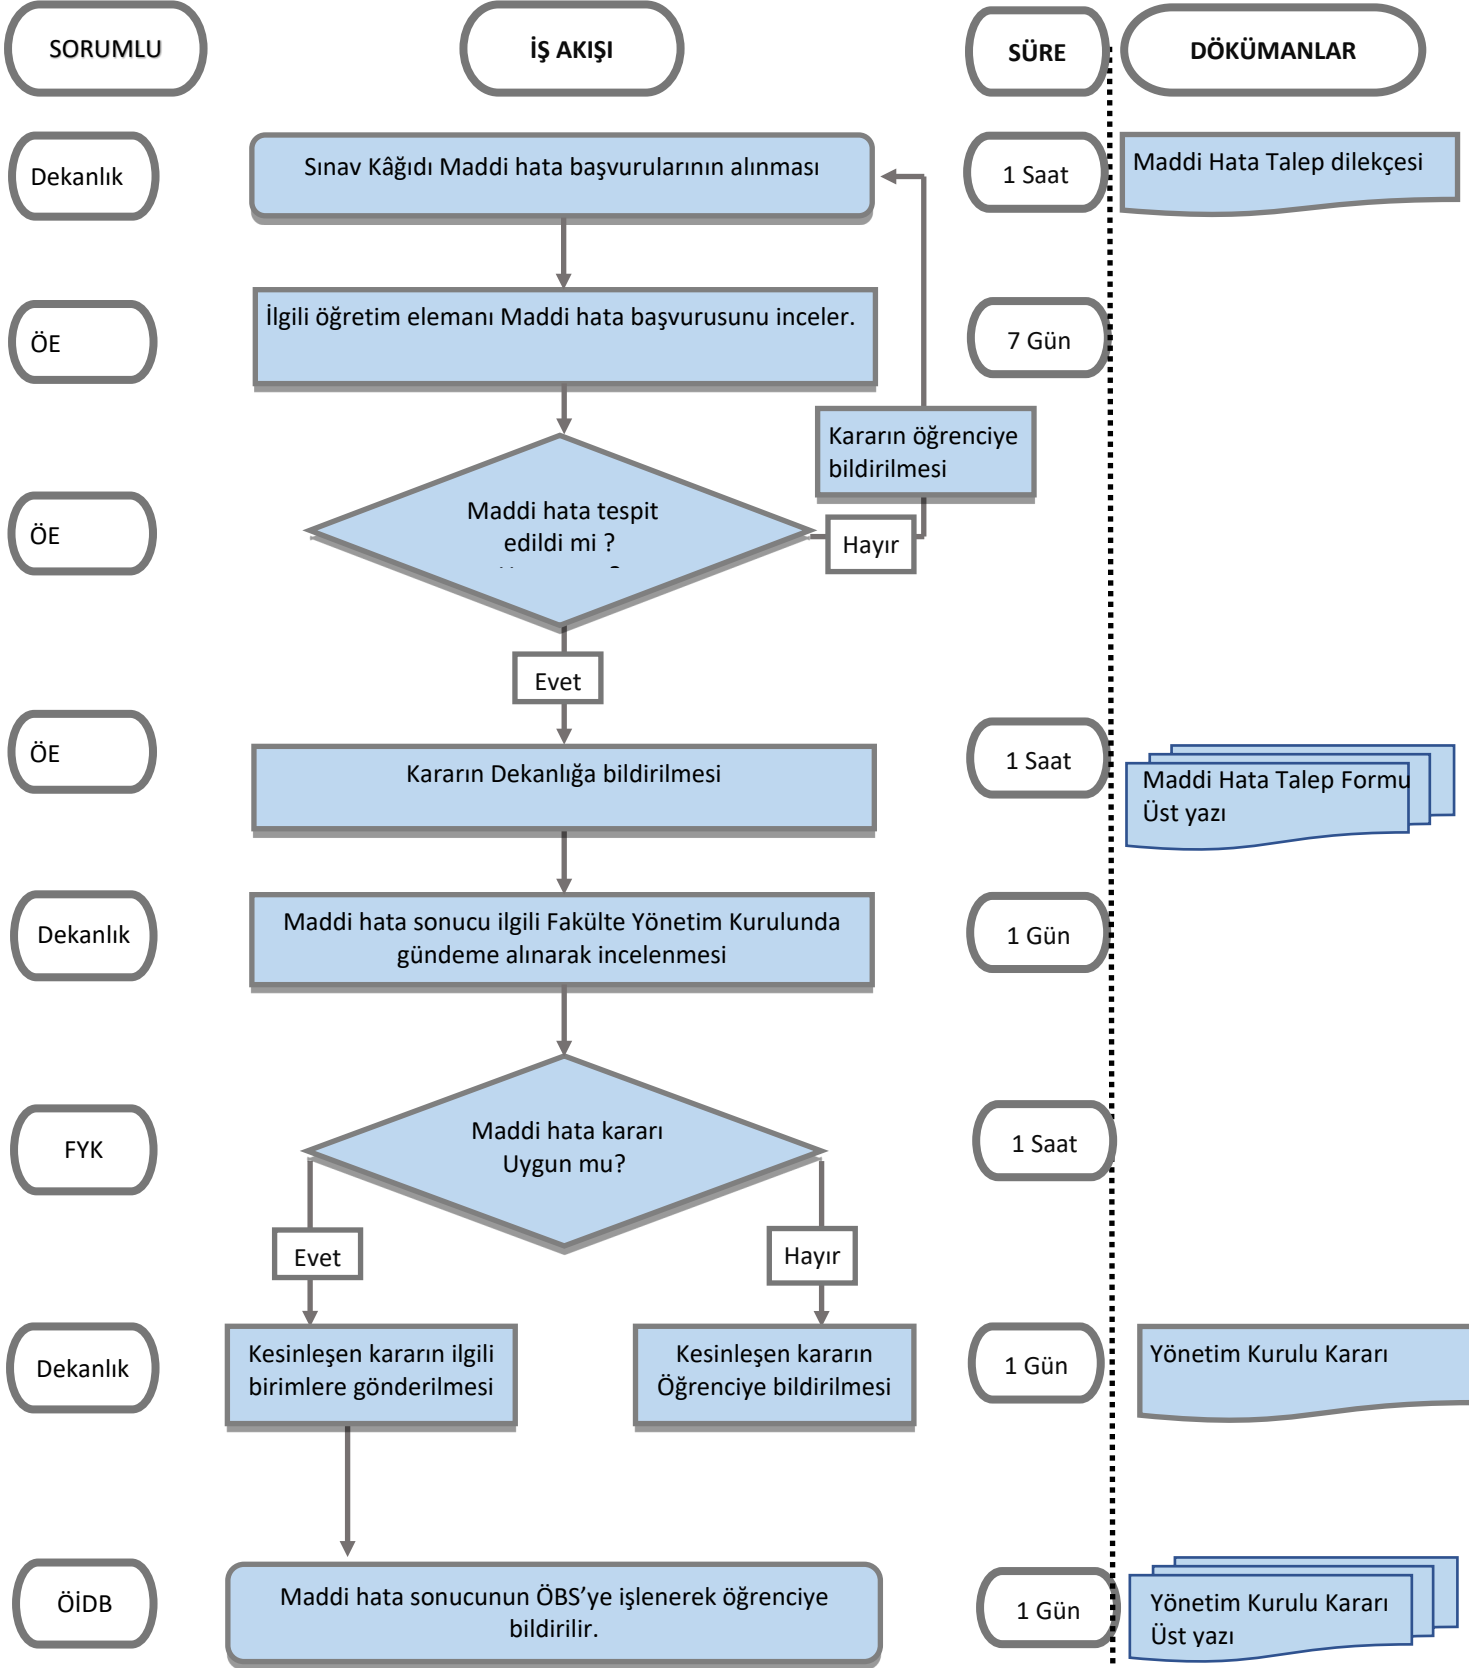 SORUMLU
İŞ AKIŞI
SÜRE
DÖKÜMANLAR
Dekanlık
Sınav Kâğıdı Maddi hata başvurularının alınması
1 Saat
Maddi Hata Talep dilekçesi
ÖE
İlgili öğretim elemanı Maddi hata başvurusunu inceler.
7 Gün
Kararın öğrenciye
bildirilmesi
ÖE
Maddi hata tespit
edildi mi ?
Hayır
Evet
ÖE
Kararın Dekanlığa bildirilmesi
1 Saat
Maddi Hata Talep Formu
Üst yazı
Dekanlık
Maddi hata sonucu ilgili Fakülte Yönetim Kurulunda
gündeme alınarak incelenmesi
1 Gün
FYK
Maddi hata kararı
Uygun mu?
1 Saat
Evet
Hayır
Dekanlık
Kesinleşen kararın ilgili
birimlere gönderilmesi
Kesinleşen kararın
Öğrenciye bildirilmesi
1 Gün
Yönetim Kurulu Kararı
ÖİDB
Maddi hata sonucunun ÖBS’ye işlenerek öğrenciye
bildirilir.
1 Gün
Yönetim Kurulu Kararı
Üst yazı